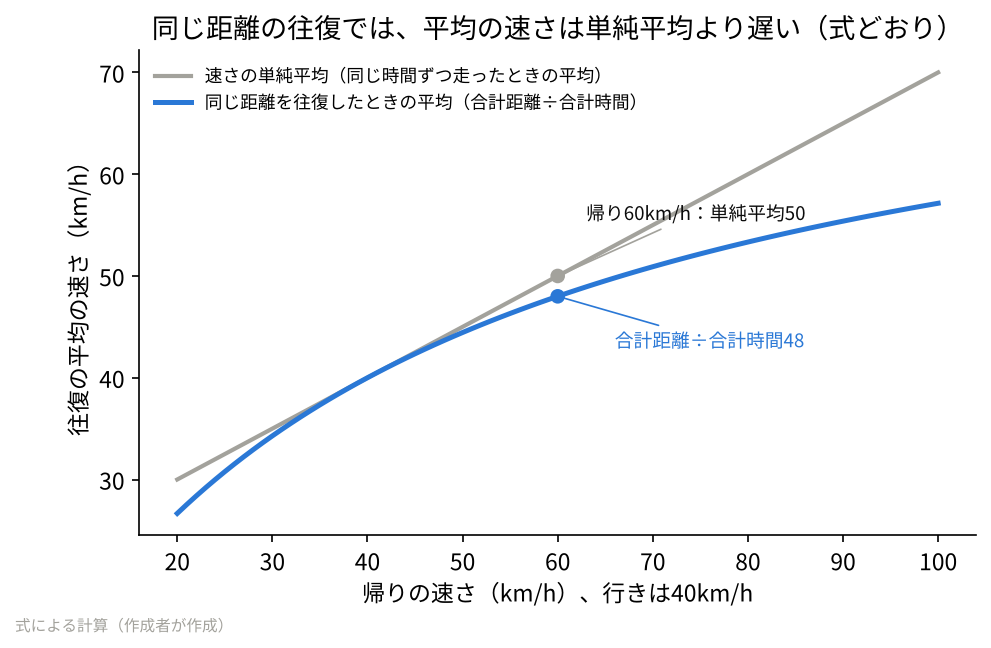 同じ距離の往復では、平均の速さは単純平均より遅い（式どおり）
速さの単純平均（同じ時間ずつ走ったときの平均）
同じ距離を往復したときの平均（合計距離÷合計時間）
往復の平均の速さ（km/h）
70
60
50
40
30
帰り60km/h：単純平均50
合計距離÷合計時間48
20 30 40 50 60 70 80 90 100
帰りの速さ（km/h）、行きは40km/h
式による計算（作成者が作成）